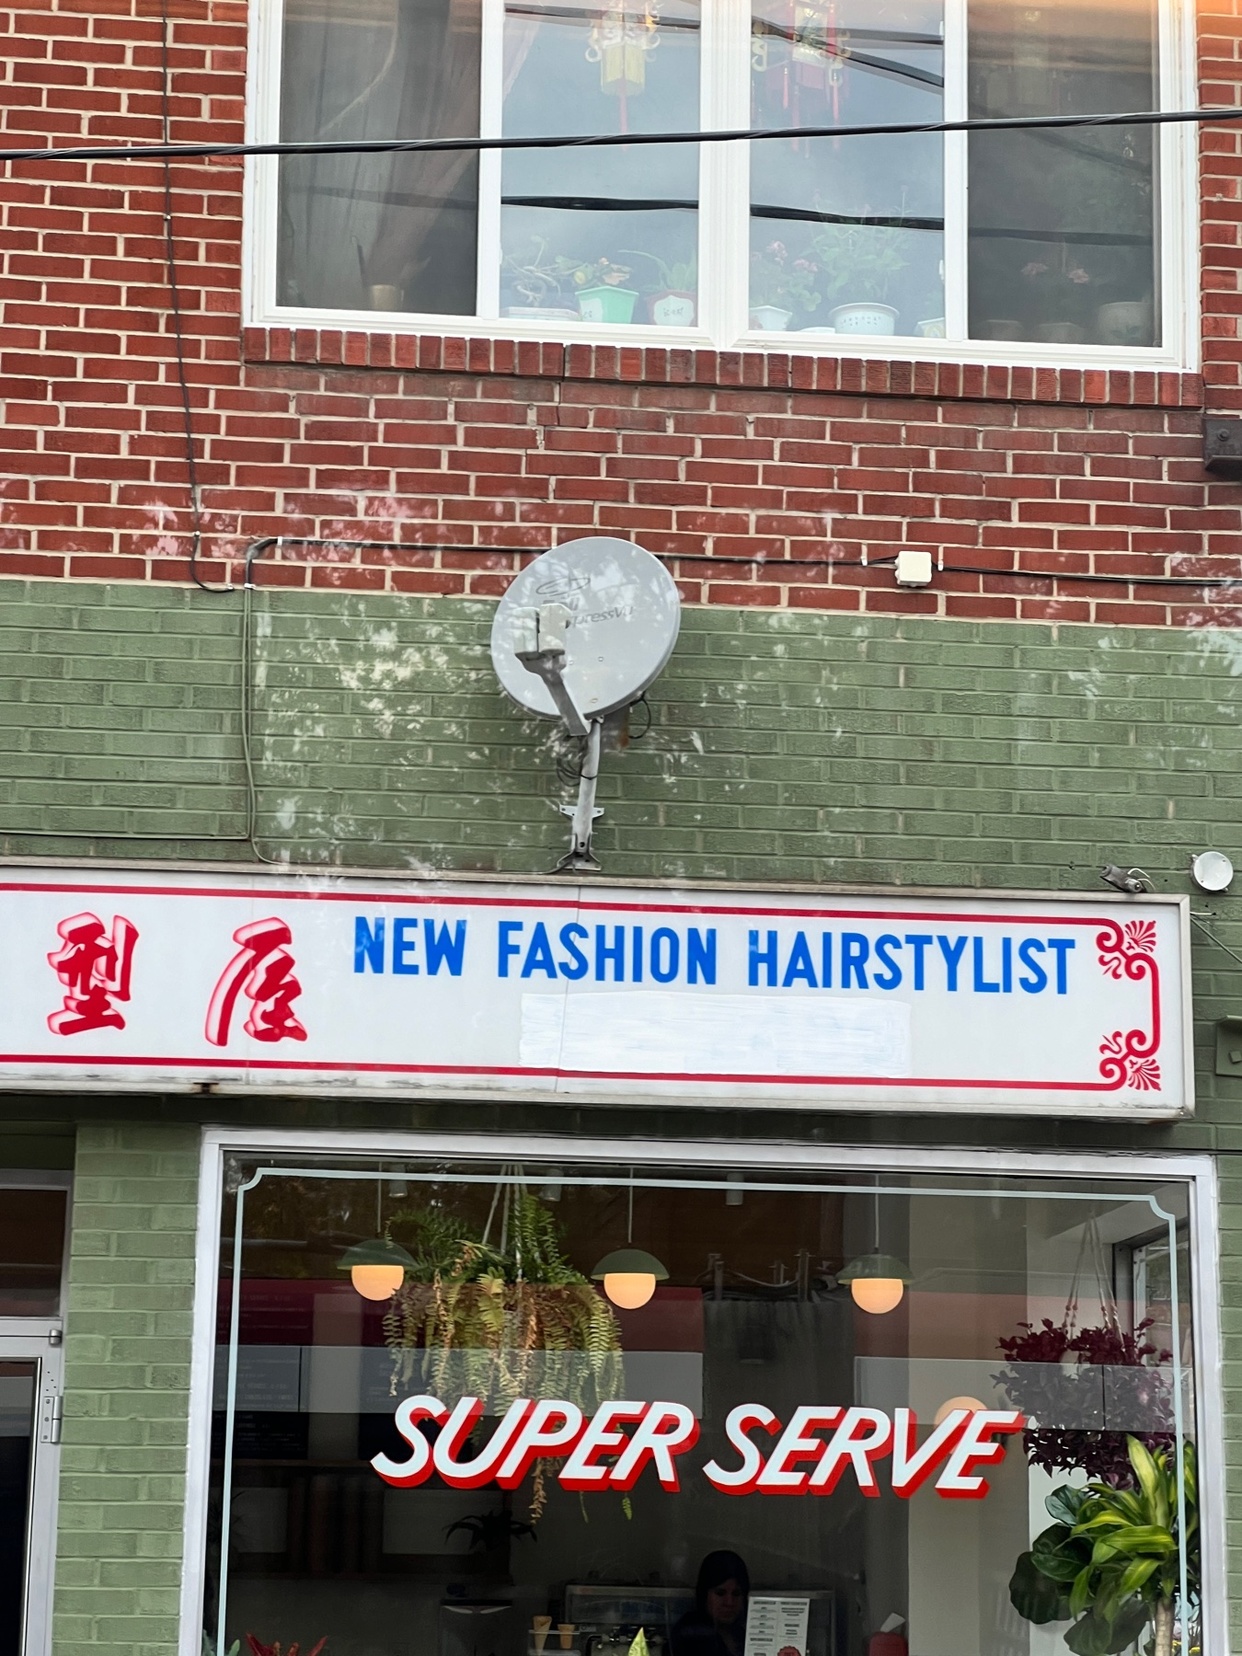 型屋
NEW FASHION HAIRSTYLIST
SUPER SERVE